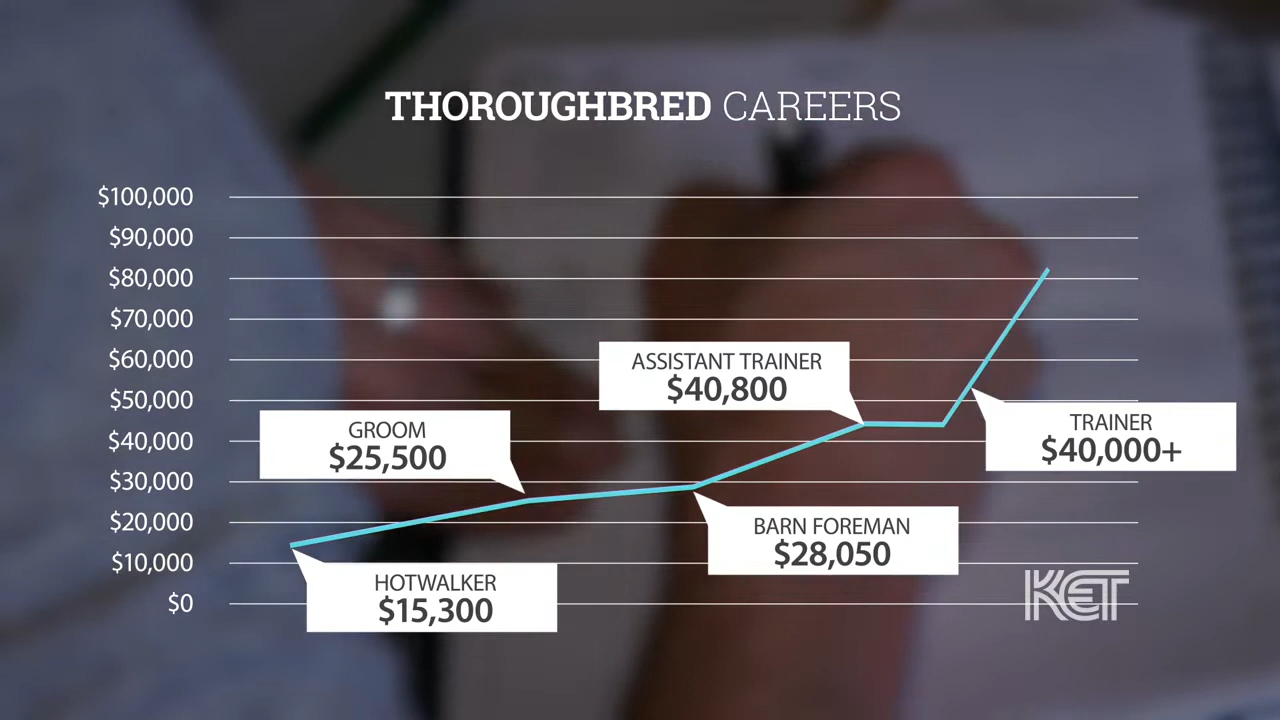 THOROUGHBRED CAREERS
$100,000
$90,000
$80,000
$70,000
$60,000
$50,000
$40,000
$30,000
$20,000
$10,000
$0
HOTWALKER
$15,300
GROOM
$25,500
BARN FOREMAN
$28,050
ASSISTANT TRAINER
$40,800
TRAINER
$40,000+
KET